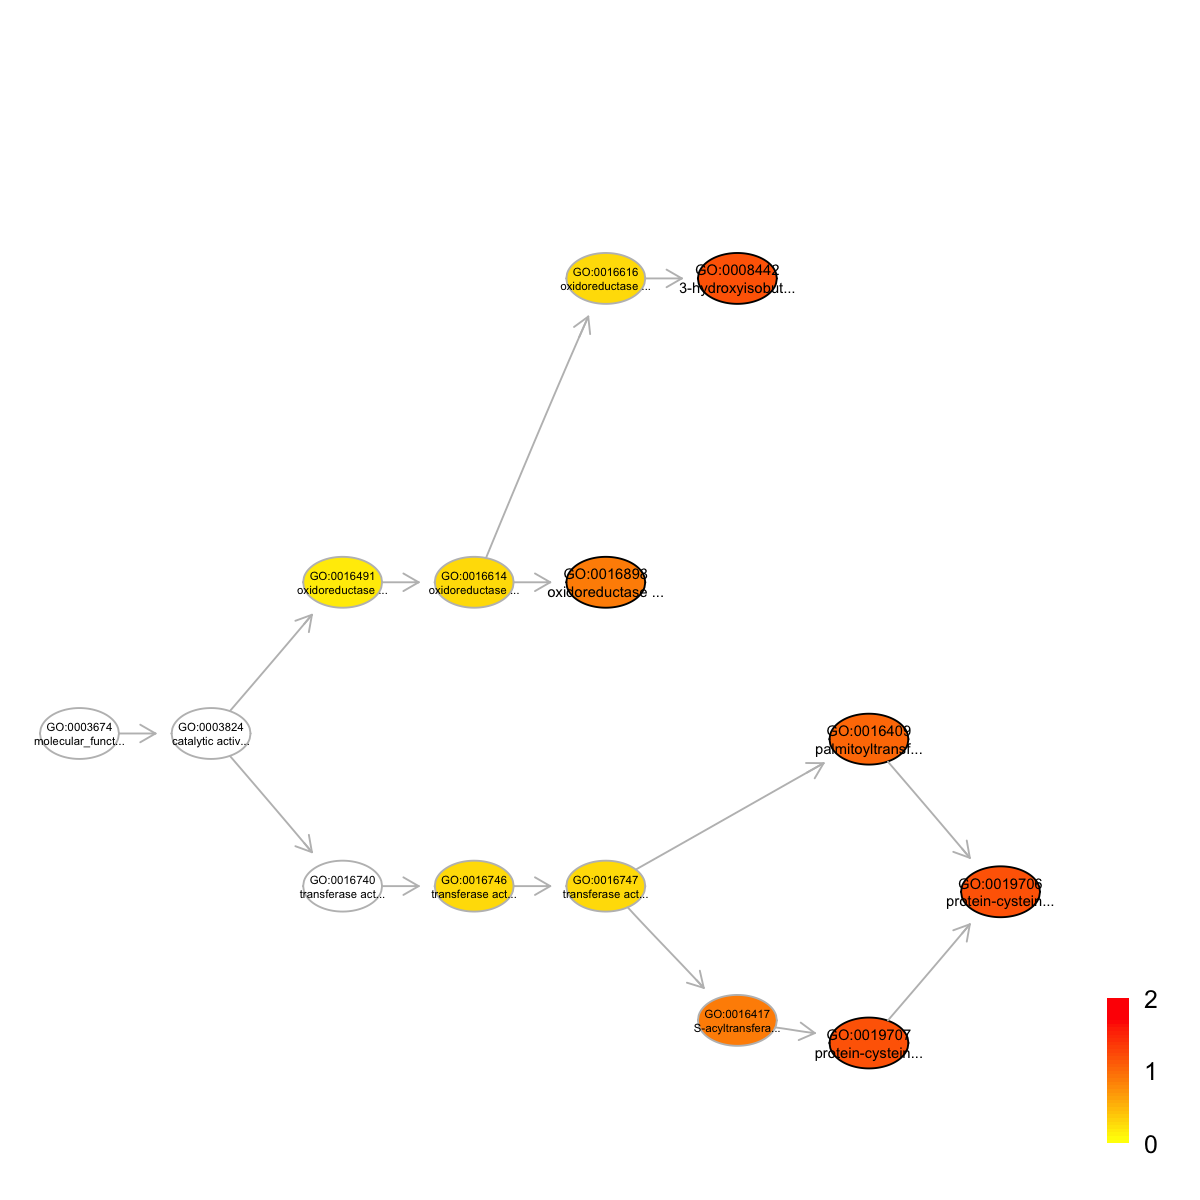 GO:0016616
oxidoreductase ...
GO:0008442
3-hydroxyisobut...
GO:0016491
oxidoreductase ...
GO:0016614
oxidoreductase ...
GO:0016898
oxidoreductase ...
GO:0003674
molecular_funct...
GO:0003824
catalytic activ...
GO:0016409
palmitoyltransf...
GO:0016740
transferase act...
GO:0016746
transferase act...
GO:0016747
transferase act...
GO:0019706
protein-cystein...
GO:0016417
S-acyltransfera...
GO:0019707
protein-cystein...
2
1
0